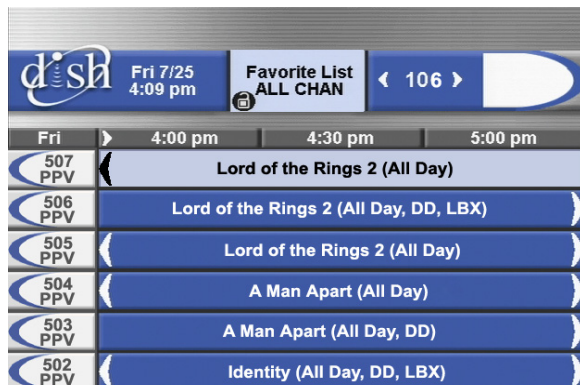 dish
Fri 7/25
4:09 pm
Favorite List
ALL CHAN
106
Fri 4:00 pm 4:30 pm 5:00 pm
507
PPV
Lord of the Rings 2 (All Day)
506
PPV
Lord of the Rings 2 (All Day, DD, LBX)
505
PPV
Lord of the Rings 2 (All Day)
504
PPV
A Man Apart (All Day)
503
PPV
A Man Apart (All Day, DD)
502
PPV
Identity (All Day, DD, LBX)